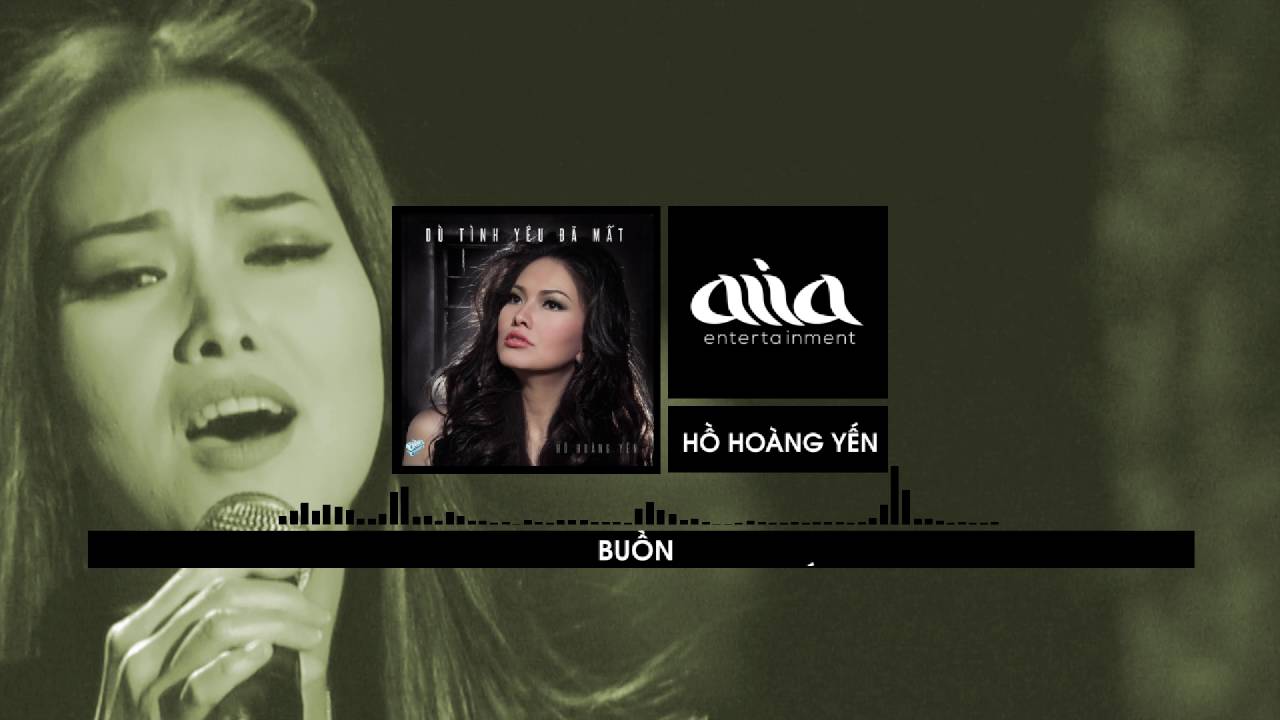 DÙ TÌNH YÊU ĐÃ MẤT
HỒ HOÀNG YẾN
asia
entertainment
HỒ HOÀNG YẾN
BUỒN